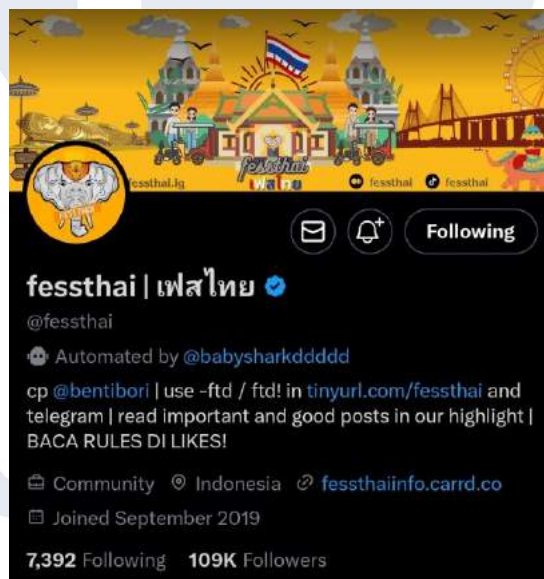 fessthai
เฟสไทย
fessthai.ig
fessthai
fessthai
Following
fessthai | เฟสไทย
@fessthai
Automated by @babysharkddddd
cp @bentibori | use -ftd / ftd! in tinyurl.com/fessthai and
telegram | read important and good posts in our highlight |
BACA RULES DI LIKES!
Community Indonesia fessthaiinfo.carrd.co
Joined September 2019
7,392 Following 109K Followers